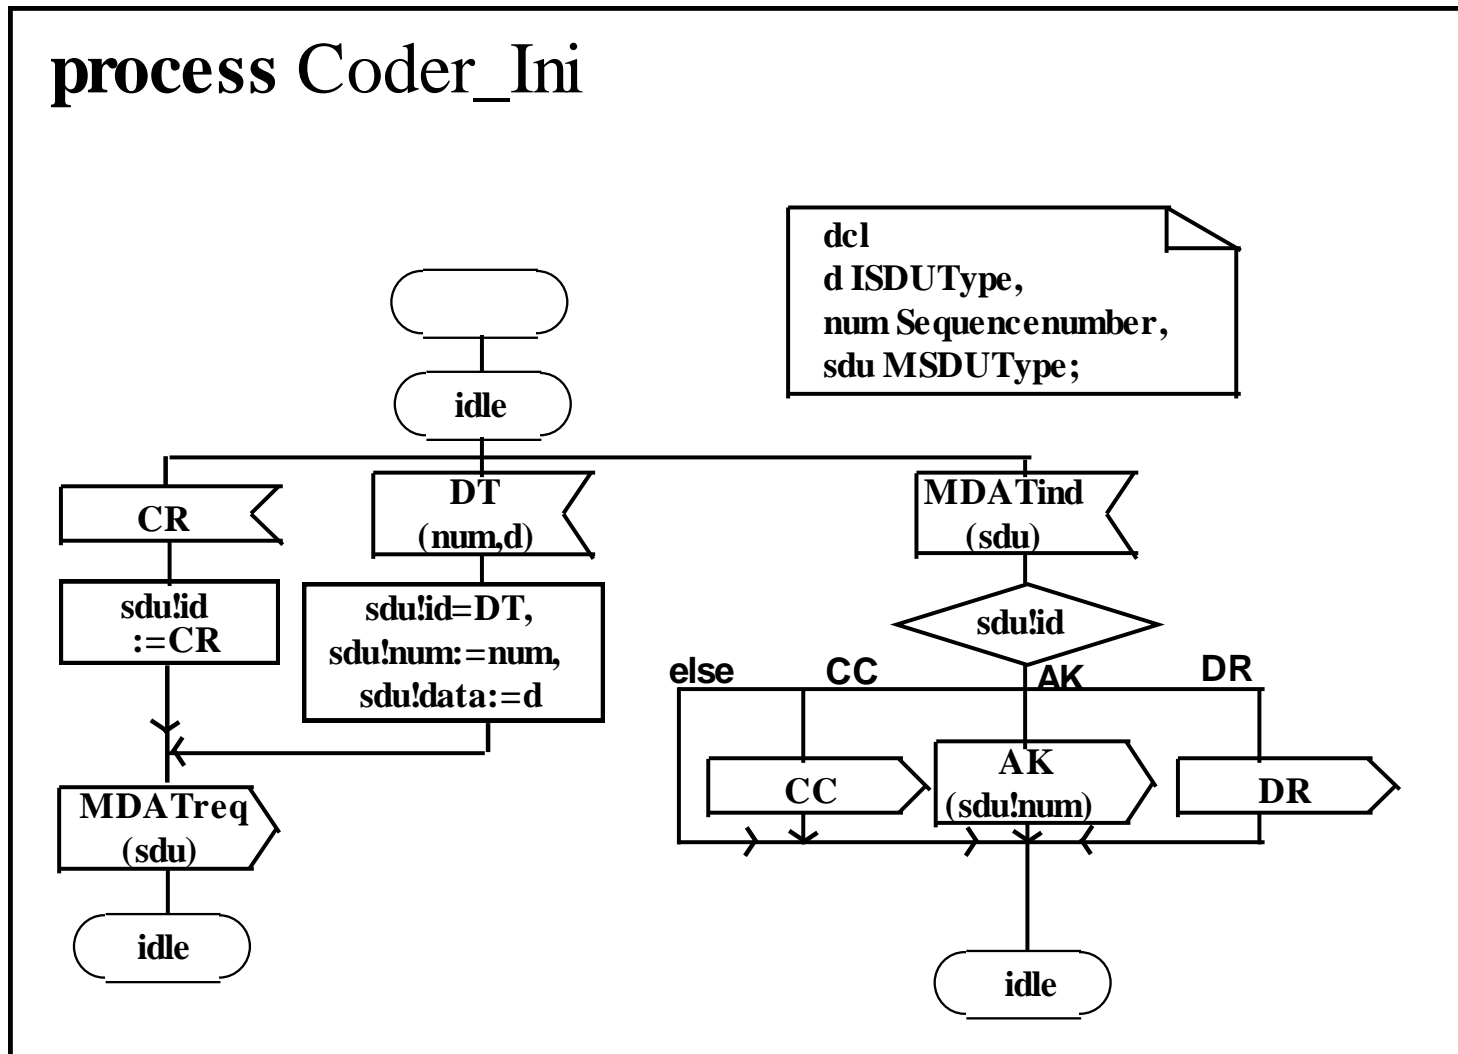 process Coder_Ini
dcl
d ISDUType,
num Sequencenumber,
sdu MSDUType;
idle
CR
DT
(num,d)
MDATind
(sdu)
sdu!id
:=CR
sdu!id=DT,
sdu!num:=num,
sdu!data:=d
sdu!id
else
CC
AK
DR
MDATreq
(sdu)
CC
AK
(sdu!num)
DR
idle
idle